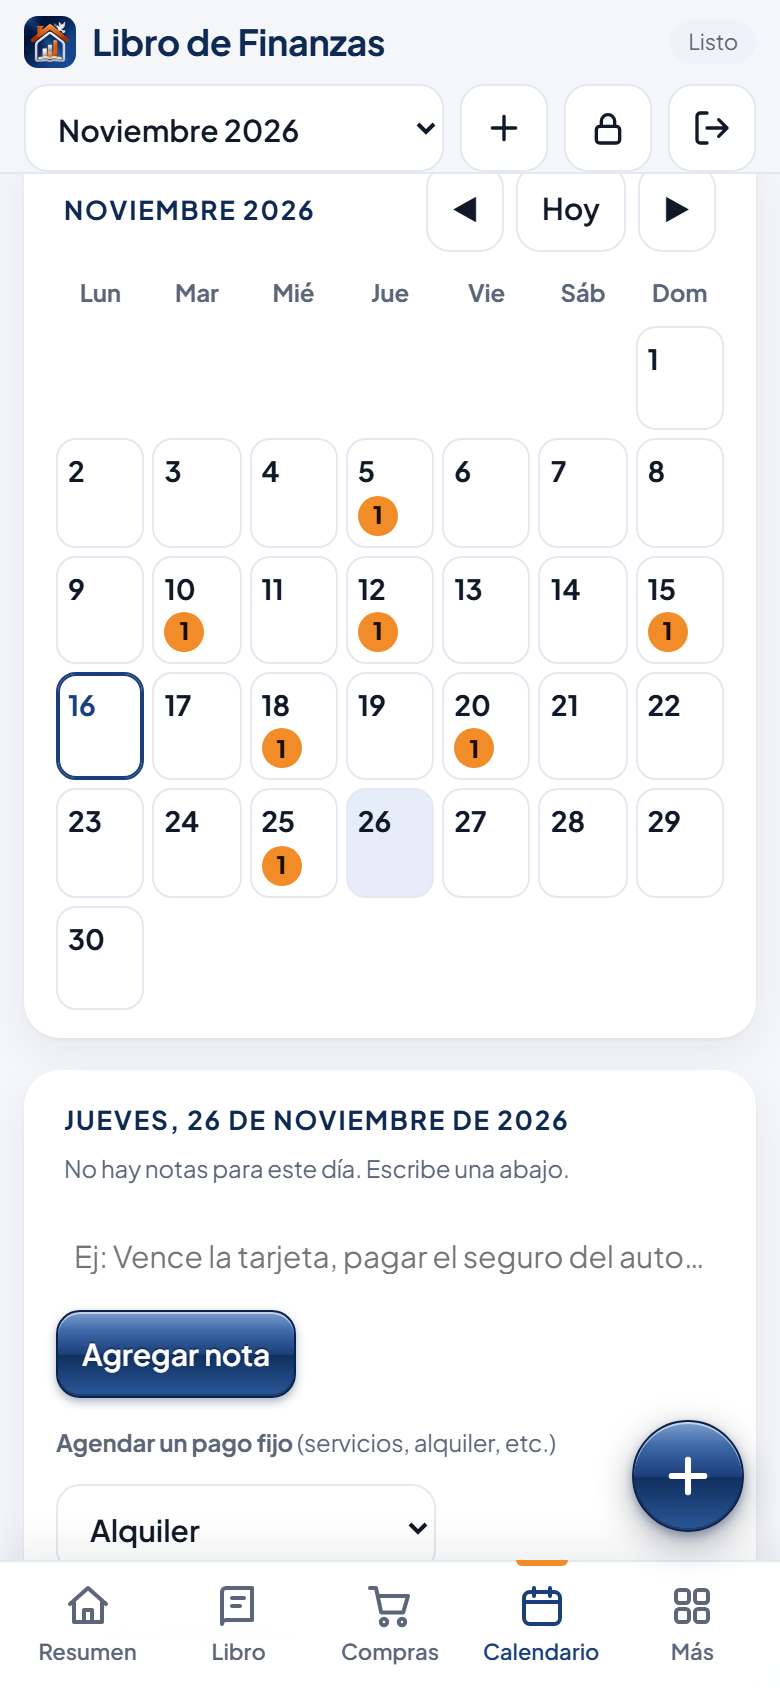 Libro de Finanzas
Listo
Noviembre 2026
NOVIEMBRE 2026
Hoy
Lun Mar Mié Jue Vie Sáb Dom
1
2 3 4 5 6 7 8
1
9 10 11 12 13 14 15
1 1 1
16 17 18 19 20 21 22
1 1
23 24 25 26 27 28 29
1
30
JUEVES, 26 DE NOVIEMBRE DE 2026
No hay notas para este día. Escribe una abajo.
Ej: Vence la tarjeta, pagar el seguro del auto...
Agregar nota
Agendar un pago fijo (servicios, alquiler, etc.)
Alquiler
Resumen Libro Compras Calendario Más